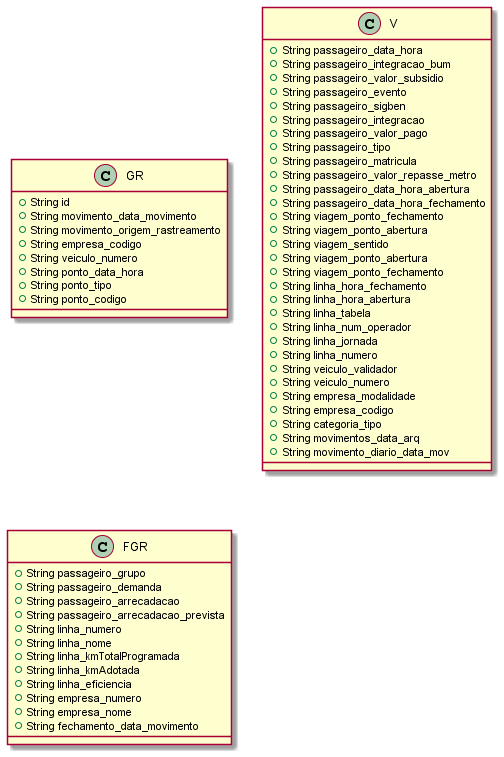 C GR
String id
String movimento_data_movimento
String movimento_origem_rastreamento
String empresa_codigo
String veiculo_numero
String ponto_data_hora
String ponto_tipo
String ponto_codigo
C V
String passageiro_data_hora
String passageiro_integracao_bum
String passageiro_valor_subsidio
String passageiro_evento
String passageiro_sigben
String passageiro_integracao
String passageiro_valor_pago
String passageiro_tipo
String passageiro_matricula
String passageiro_valor_repasse_metro
String passageiro_data_hora_abertura
String passageiro_data_hora_fechamento
String viagem_ponto_fechamento
String viagem_ponto_abertura
String viagem_sentido
String viagem_ponto_abertura
String viagem_ponto_fechamento
String linha_hora_fechamento
String linha_hora_abertura
String linha_tabela
String linha_num_operador
String linha_jornada
String linha_numero
String veiculo_validador
String veiculo_numero
String empresa_modalidade
String empresa_codigo
String categoria_tipo
String movimentos_data_arq
String movimento_diario_data_mov
C FGR
String passageiro_grupo
String passageiro_demanda
String passageiro_arrecadacao
String passageiro_arrecadacao_prevista
String linha_numero
String linha_nome
String linha_kmTotalProgramada
String linha_kmAdotada
String linha_eficiencia
String empresa_numero
String empresa_nome
String fechamento_data_movimento